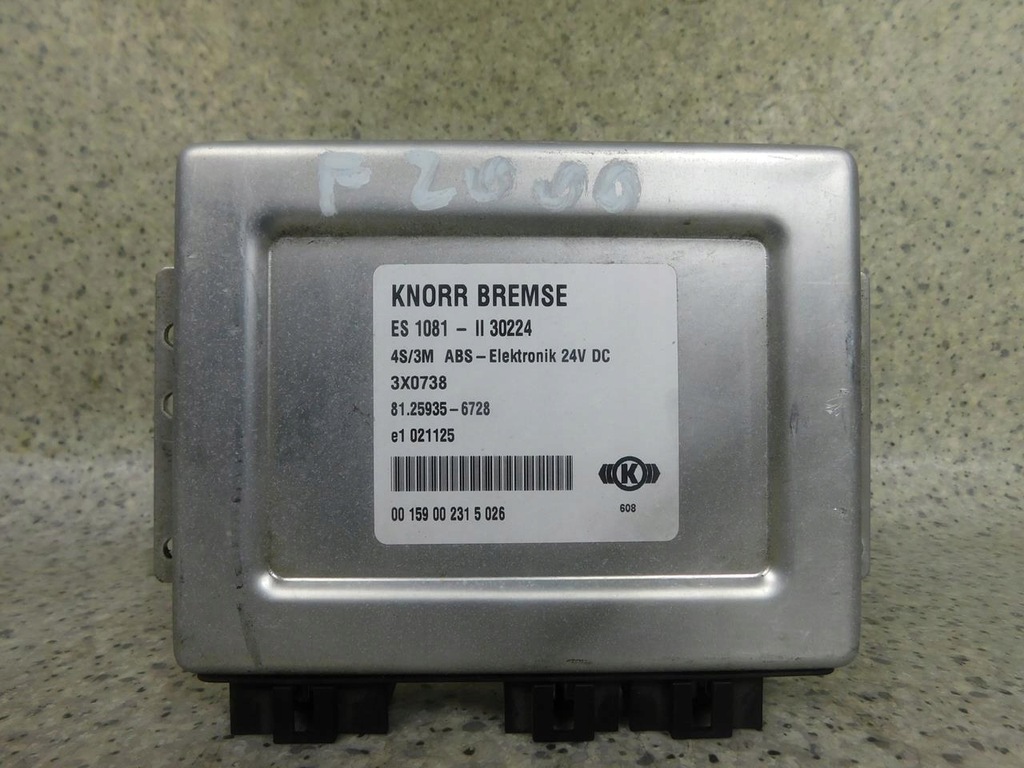 F 2000
KNORR BREMSE
ES 1081 – II 30224
4S/3M ABS – Elektronik 24V DC
3X0738
81.25935 – 6728
e1 021125
K
00 159 00 231 5 026
608